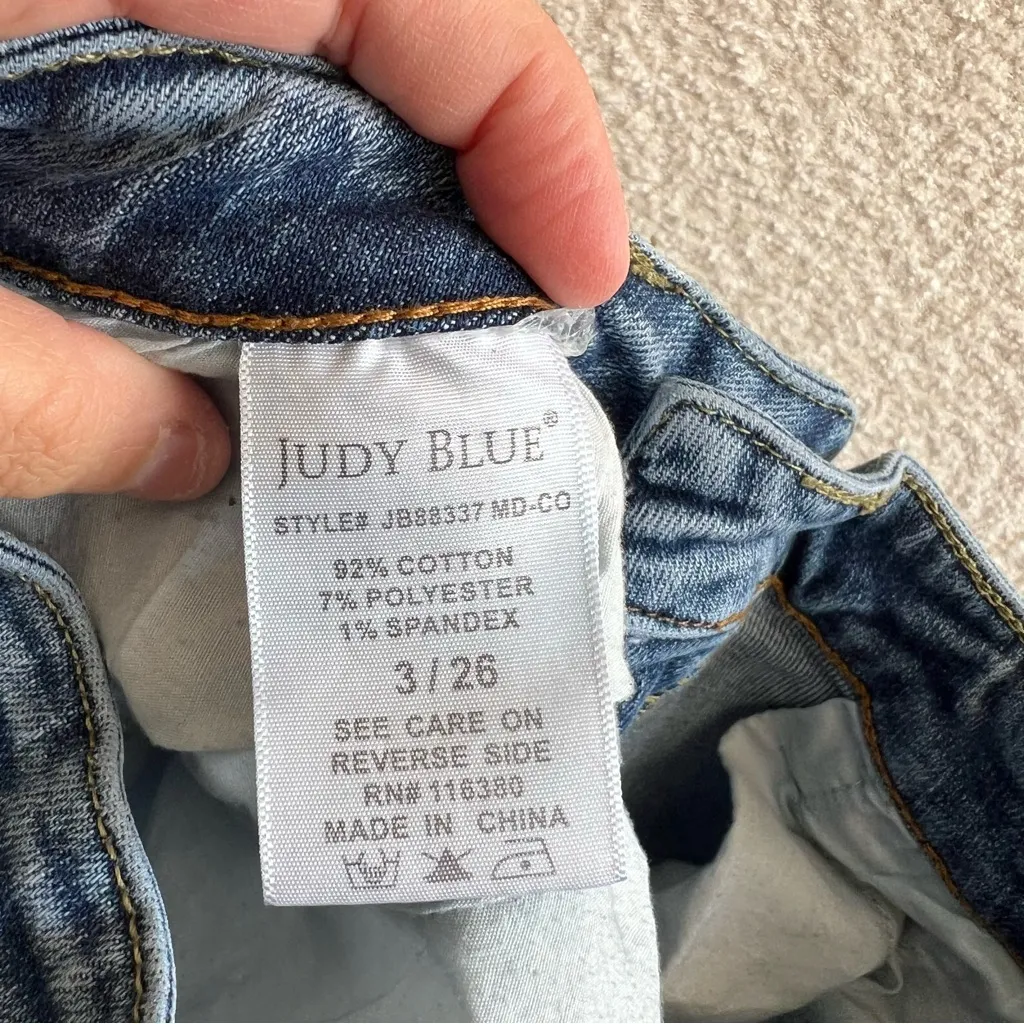 JUDY BLUE®
STYLE# JB88337 MD-CO
92% COTTON
7% POLYESTER
1% SPANDEX
3 / 26
SEE CARE ON
REVERSE SIDE
RN# 116380
MADE IN CHINA